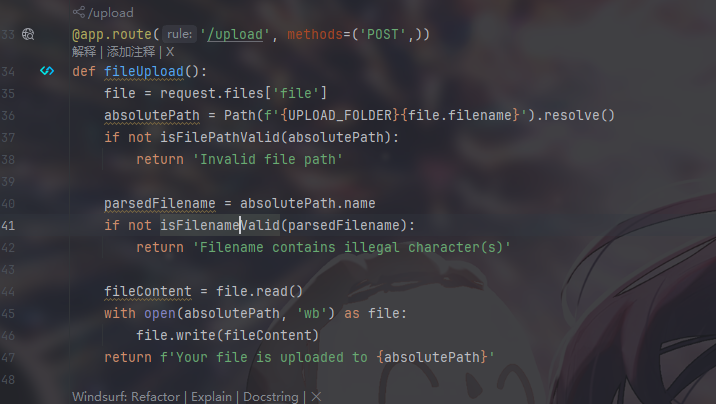 /upload
33 @app.route( rule: '/upload', methods=('POST',))
解释 | 添加注释 | X
34 def fileUpload():
35     file = request.files['file']
36     absolutePath = Path(f'{UPLOAD_FOLDER}{file.filename}').resolve()
37     if not isFilePathValid(absolutePath):
38         return 'Invalid file path'
39
40     parsedFilename = absolutePath.name
41     if not isFilenameValid(parsedFilename):
42         return 'Filename contains illegal character(s)'
43
44     fileContent = file.read()
45     with open(absolutePath, 'wb') as file:
46         file.write(fileContent)
47     return f'Your file is uploaded to {absolutePath}'
48
Windsurf: Refactor | Explain | Docstring | X